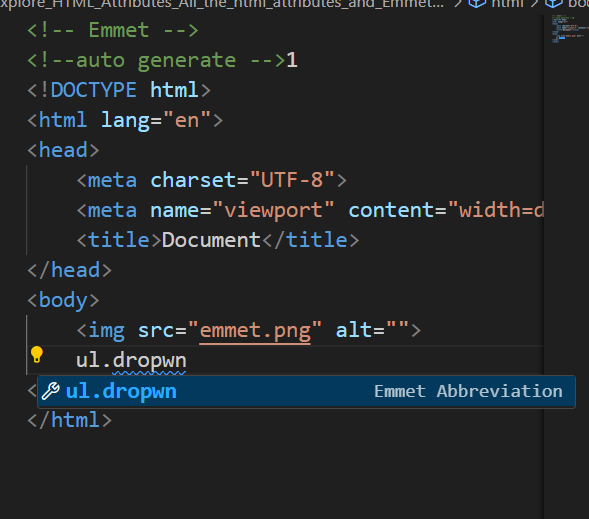 xplore_HTML_Attributes_All_the_html_attributes_and_Emmet... > html > boo
<!-- Emmet -->
<!--auto generate -->1
<!DOCTYPE html>
<html lang="en">
<head>
<meta charset="UTF-8">
<meta name="viewport" content="width=d
<title>Document</title>
</head>
<body>
<img src="emmet.png" alt="">
ul.dropwn
<
ul.dropwn Emmet Abbreviation
</html>